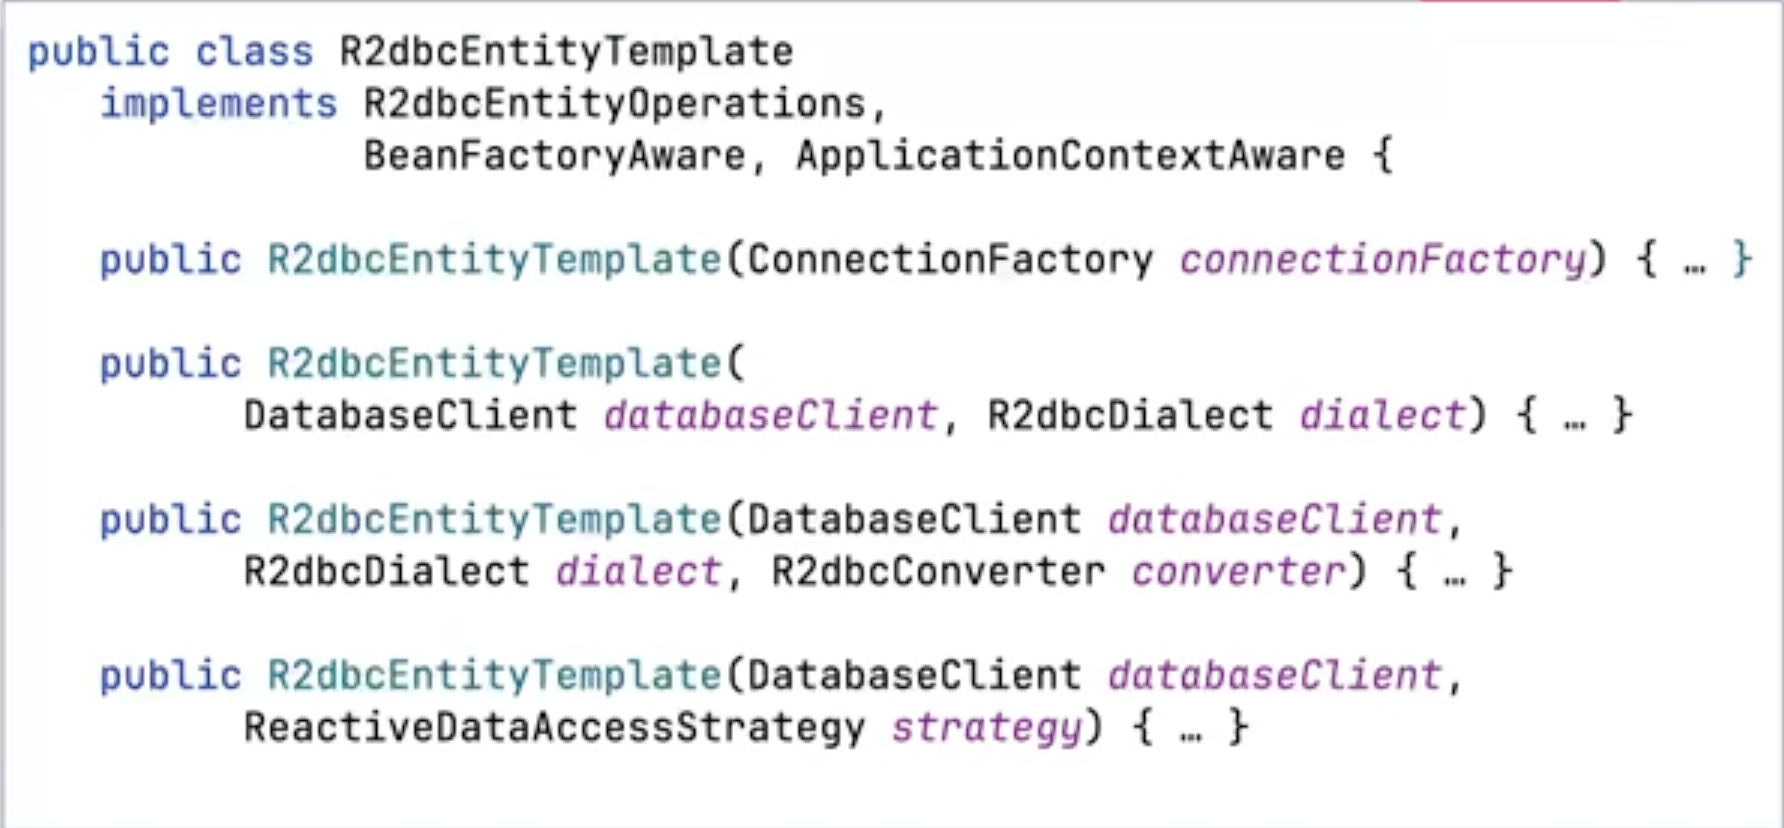 public class R2dbcEntityTemplate
implements R2dbcEntityOperations,
BeanFactoryAware, ApplicationContextAware {
public R2dbcEntityTemplate(ConnectionFactory connectionFactory) { … }
public R2dbcEntityTemplate(
DatabaseClient databaseClient, R2dbcDialect dialect) { … }
public R2dbcEntityTemplate(DatabaseClient databaseClient,
R2dbcDialect dialect, R2dbcConverter converter) { … }
public R2dbcEntityTemplate(DatabaseClient databaseClient,
ReactiveDataAccessStrategy strategy) { … }